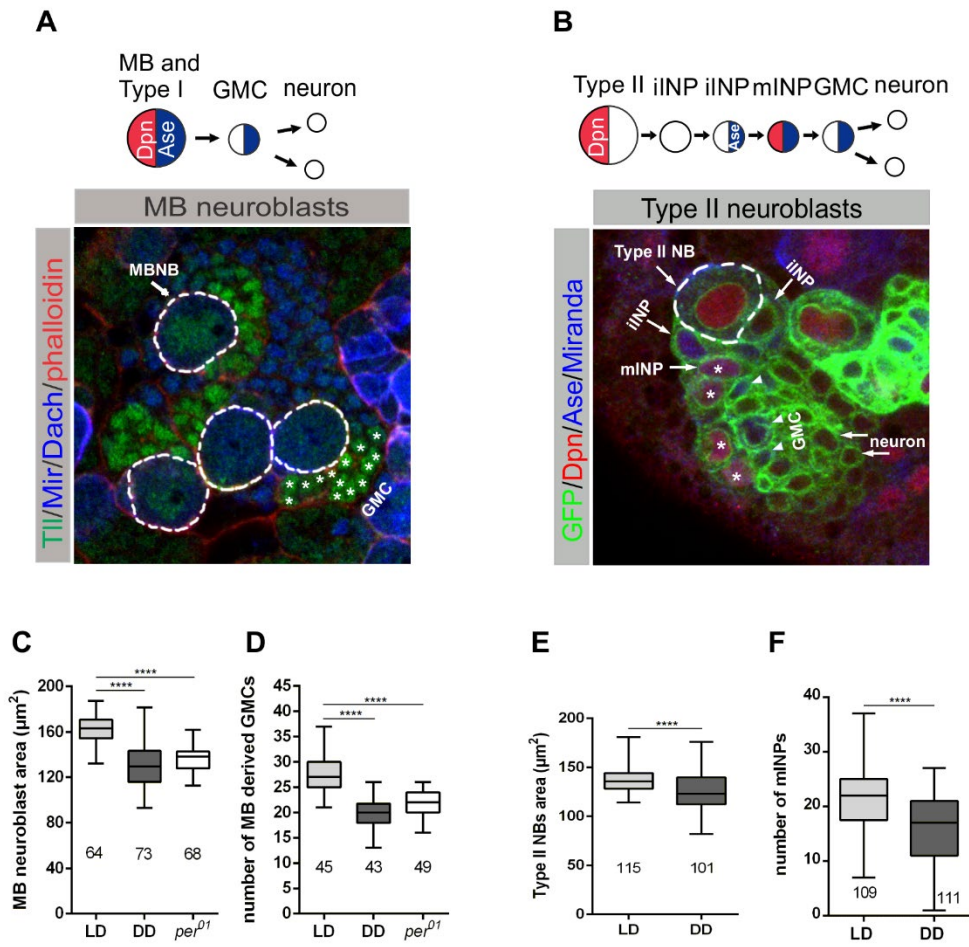 A
MB and
Type I GMC neuron
Dpn
Ase
MB neuroblasts
Tll/Mir/Dach/phalloidin
MBNB
GMC
B
Type II iINP iINP mINP GMC neuron
Dpn
Ase
Type II neuroblasts
GFP/Dpn/Ase/Miranda
Type II NB
iINP
iINP
mINP
GMC
neuron
* * * *
* * * * * * * * * * * * * *
C
MB neuroblast area (µm²)
200
160
120
80
40
0
****
****
64 73 68
LD DD per⁰¹
D
number of MB derived GMCs
45
40
35
30
25
20
15
10
5
0
****
****
45 43 49
LD DD per⁰¹
E
Type II NBs area (µm²)
200
150
100
50
0
****
115 101
LD DD
F
number of mINPs
40
30
20
10
0
****
109 111
LD DD